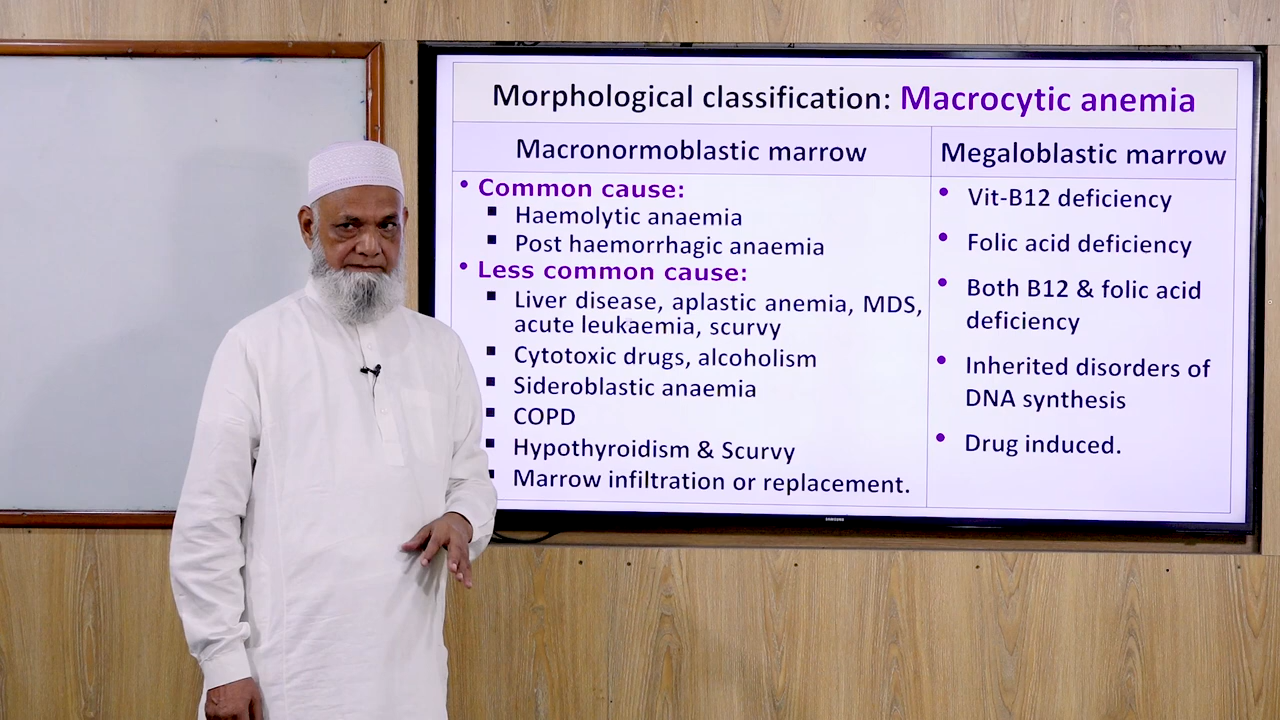 Morphological classification: Macrocytic anemia
Macronormoblastic marrow
• Common cause:
▪ Haemolytic anaemia
▪ Post haemorrhagic anaemia
• Less common cause:
▪ Liver disease, aplastic anemia, MDS,
acute leukaemia, scurvy
▪ Cytotoxic drugs, alcoholism
▪ Sideroblastic anaemia
▪ COPD
▪ Hypothyroidism & Scurvy
▪ Marrow infiltration or replacement.
Megaloblastic marrow
• Vit-B12 deficiency
• Folic acid deficiency
• Both B12 & folic acid
deficiency
• Inherited disorders of
DNA synthesis
• Drug induced.
SAMSUNG